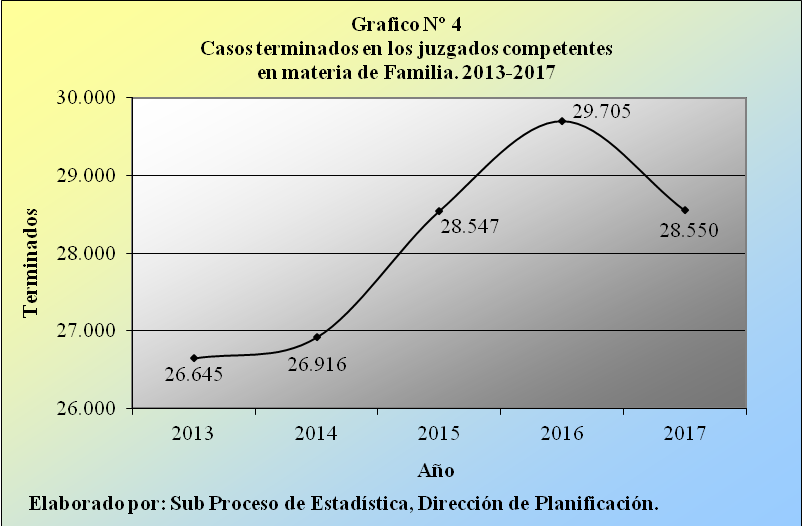 Grafico Nº 4
Casos terminados en los juzgados competentes
en materia de Familia. 2013-2017
30.000
29.000
28.000
27.000
26.000
Terminados
26.645
26.916
28.547
29.705
28.550
2013 2014 2015 2016 2017
Año
Elaborado por: Sub Proceso de Estadística, Dirección de Planificación.